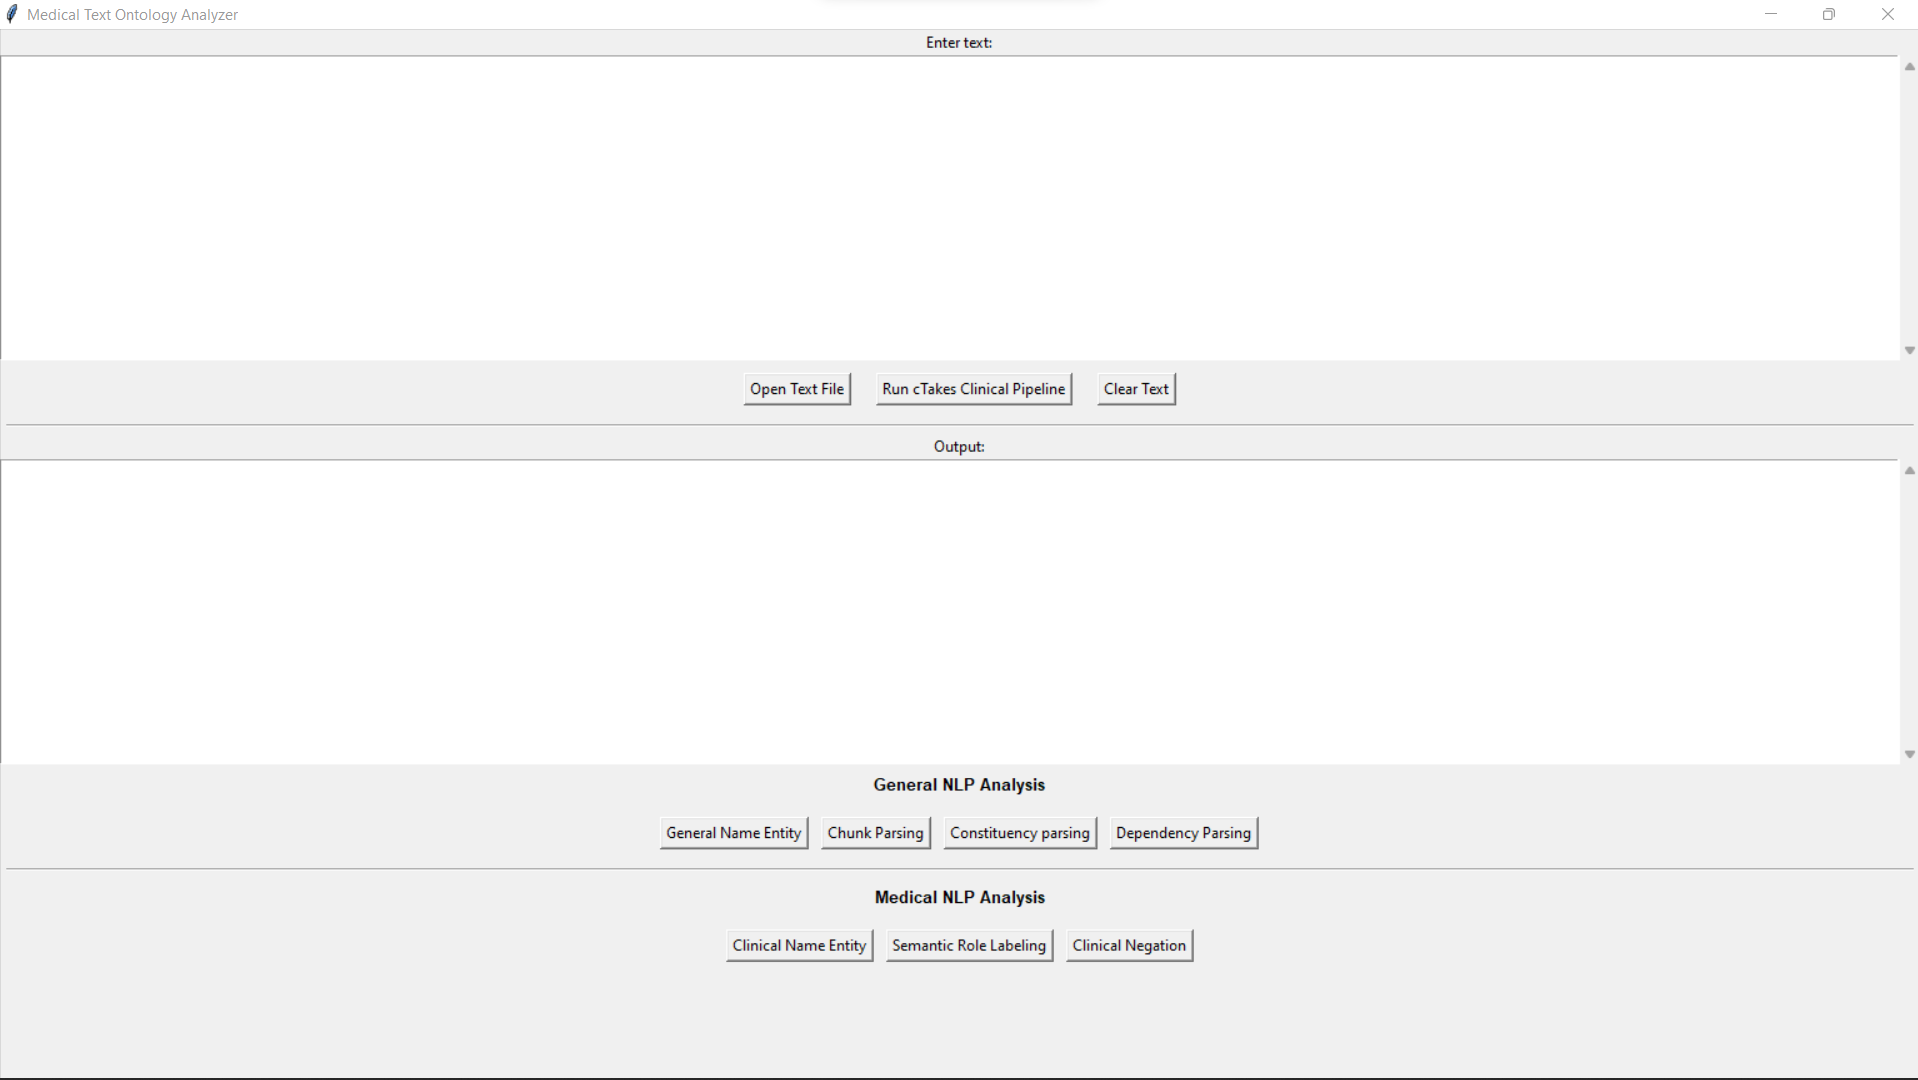 Medical Text Ontology Analyzer
Enter text:
Open Text File Run cTakes Clinical Pipeline Clear Text
Output:
General NLP Analysis
General Name Entity Chunk Parsing Constituency parsing Dependency Parsing
Medical NLP Analysis
Clinical Name Entity Semantic Role Labeling Clinical Negation